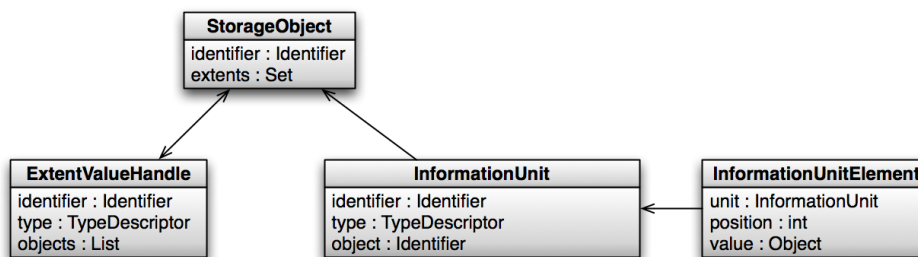 StorageObject
identifier : Identifier
extents : Set
ExtentValueHandle
identifier : Identifier
type : TypeDescriptor
objects : List
InformationUnit
identifier : Identifier
type : TypeDescriptor
object : Identifier
InformationUnitElement
unit : InformationUnit
position : int
value : Object